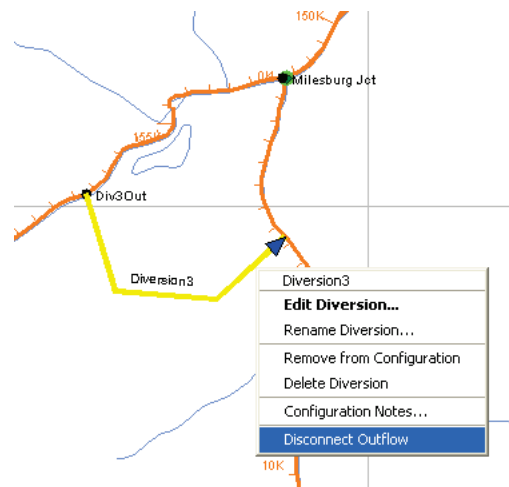 150K
0K
Milesburg Jct
155K
Div3Out
Diversion3
Diversion3
Edit Diversion...
Rename Diversion...
Remove from Configuration
Delete Diversion
Configuration Notes...
Disconnect Outflow
10K